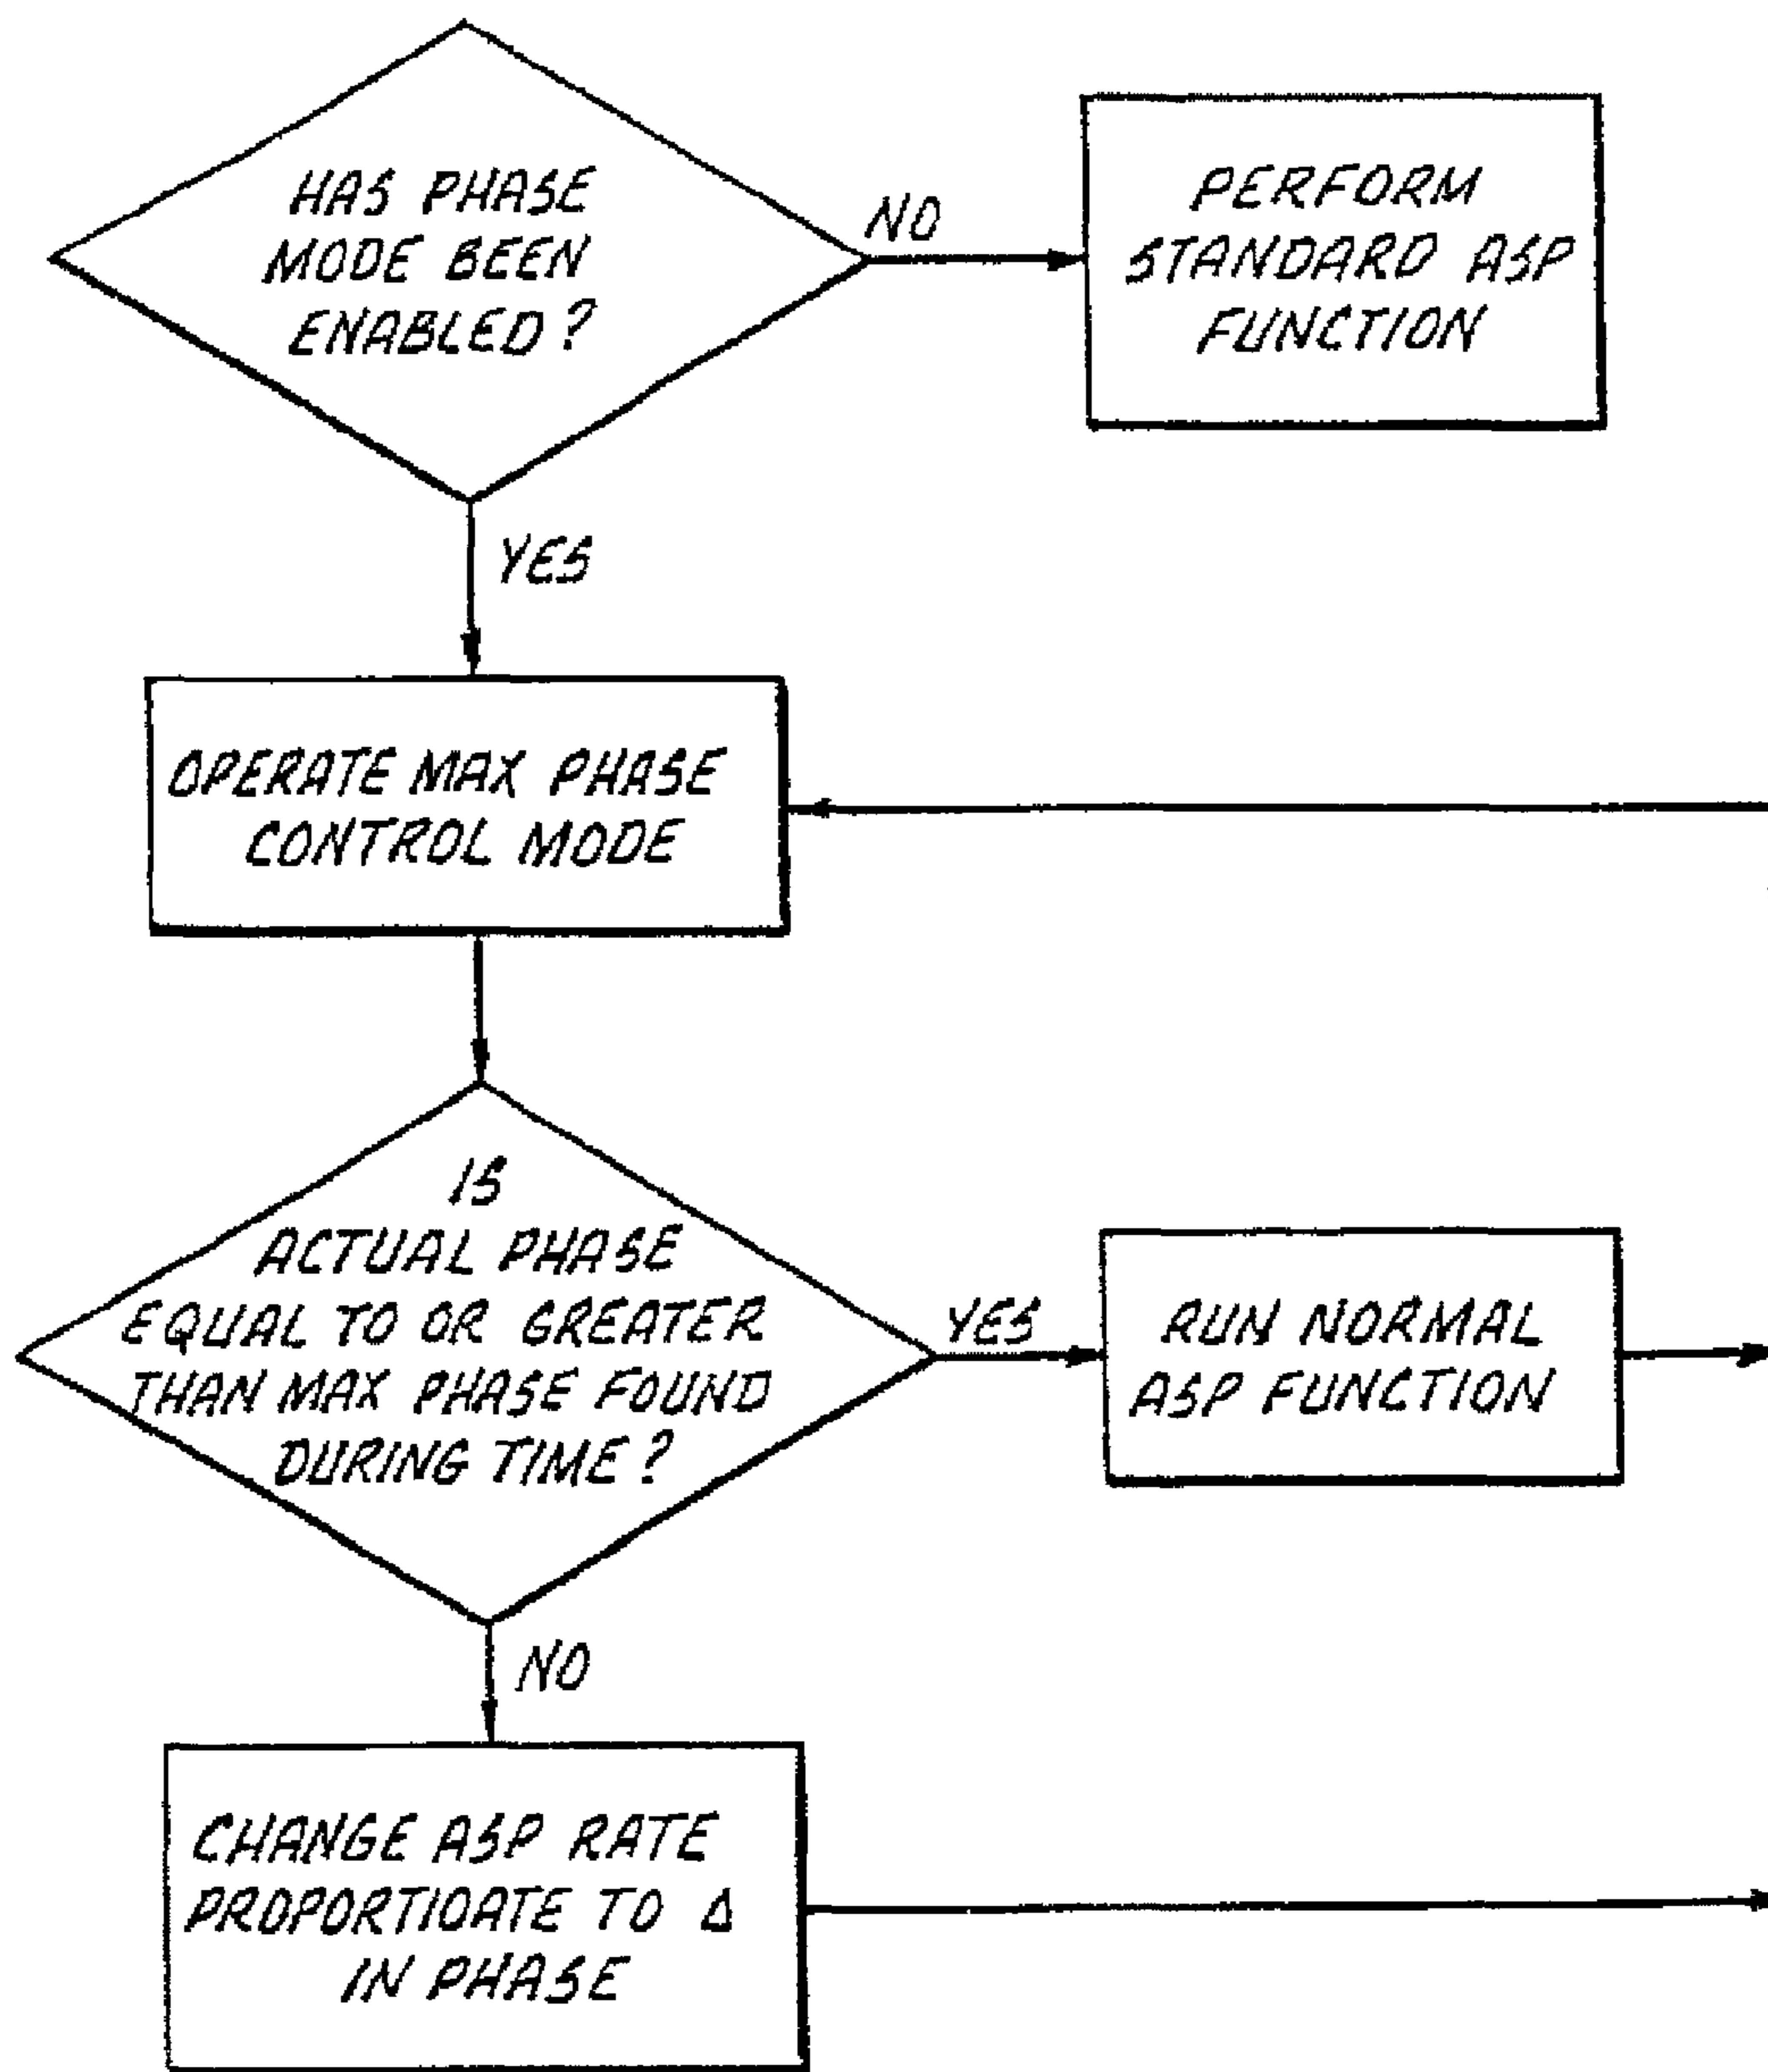 HAS PHASE
MODE BEEN
ENABLED?
NO
PERFORM
STANDARD ASP
FUNCTION
YES
OPERATE MAX PHASE
CONTROL MODE
IS
ACTUAL PHASE
EQUAL TO OR GREATER
THAN MAX PHASE FOUND
DURING TIME?
YES
RUN NORMAL
ASP FUNCTION
NO
CHANGE ASP RATE
PROPORTIOATE TO Δ
IN PHASE